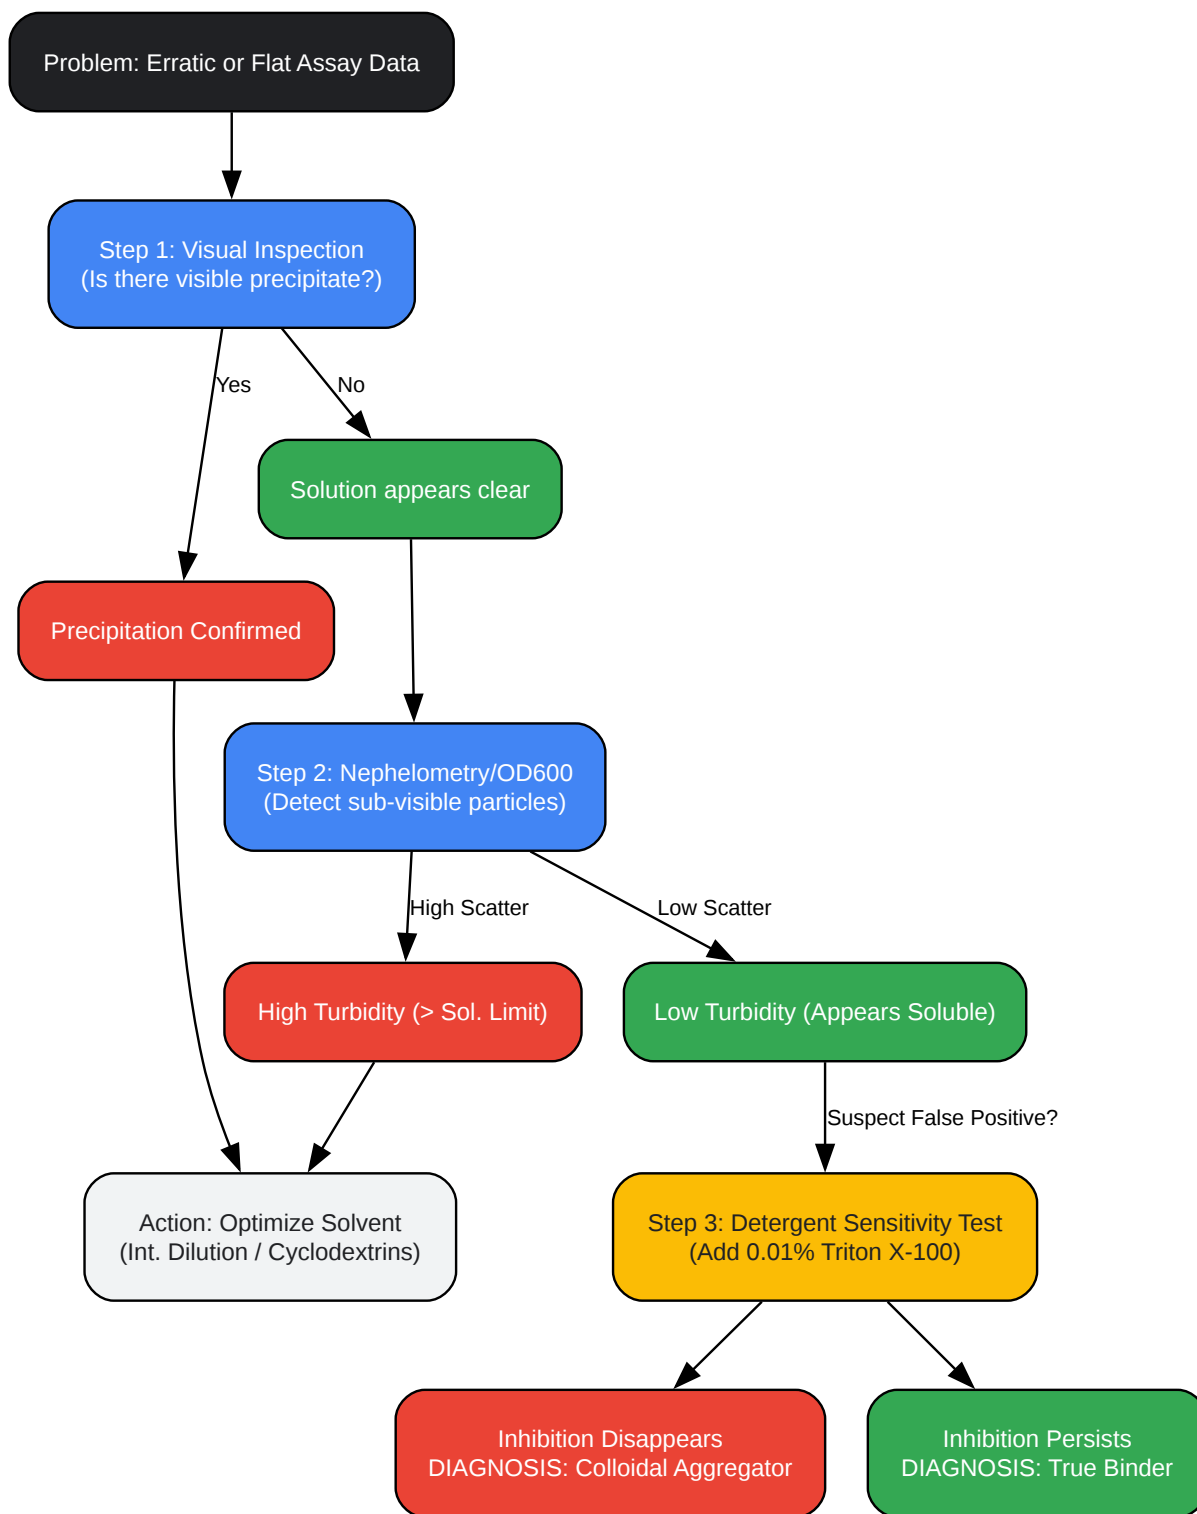 Problem: Erratic or Flat Assay Data
Step 1: Visual Inspection
(Is there visible precipitate?)
Yes
No
Solution appears clear
Precipitation Confirmed
Step 2: Nephelometry/OD600
(Detect sub-visible particles)
High Scatter
Low Scatter
High Turbidity (> Sol. Limit)
Low Turbidity (Appears Soluble)
Suspect False Positive?
Action: Optimize Solvent
(Int. Dilution / Cyclodextrins)
Step 3: Detergent Sensitivity Test
(Add 0.01% Triton X-100)
Inhibition Disappears
DIAGNOSIS: Colloidal Aggregator
Inhibition Persists
DIAGNOSIS: True Binder